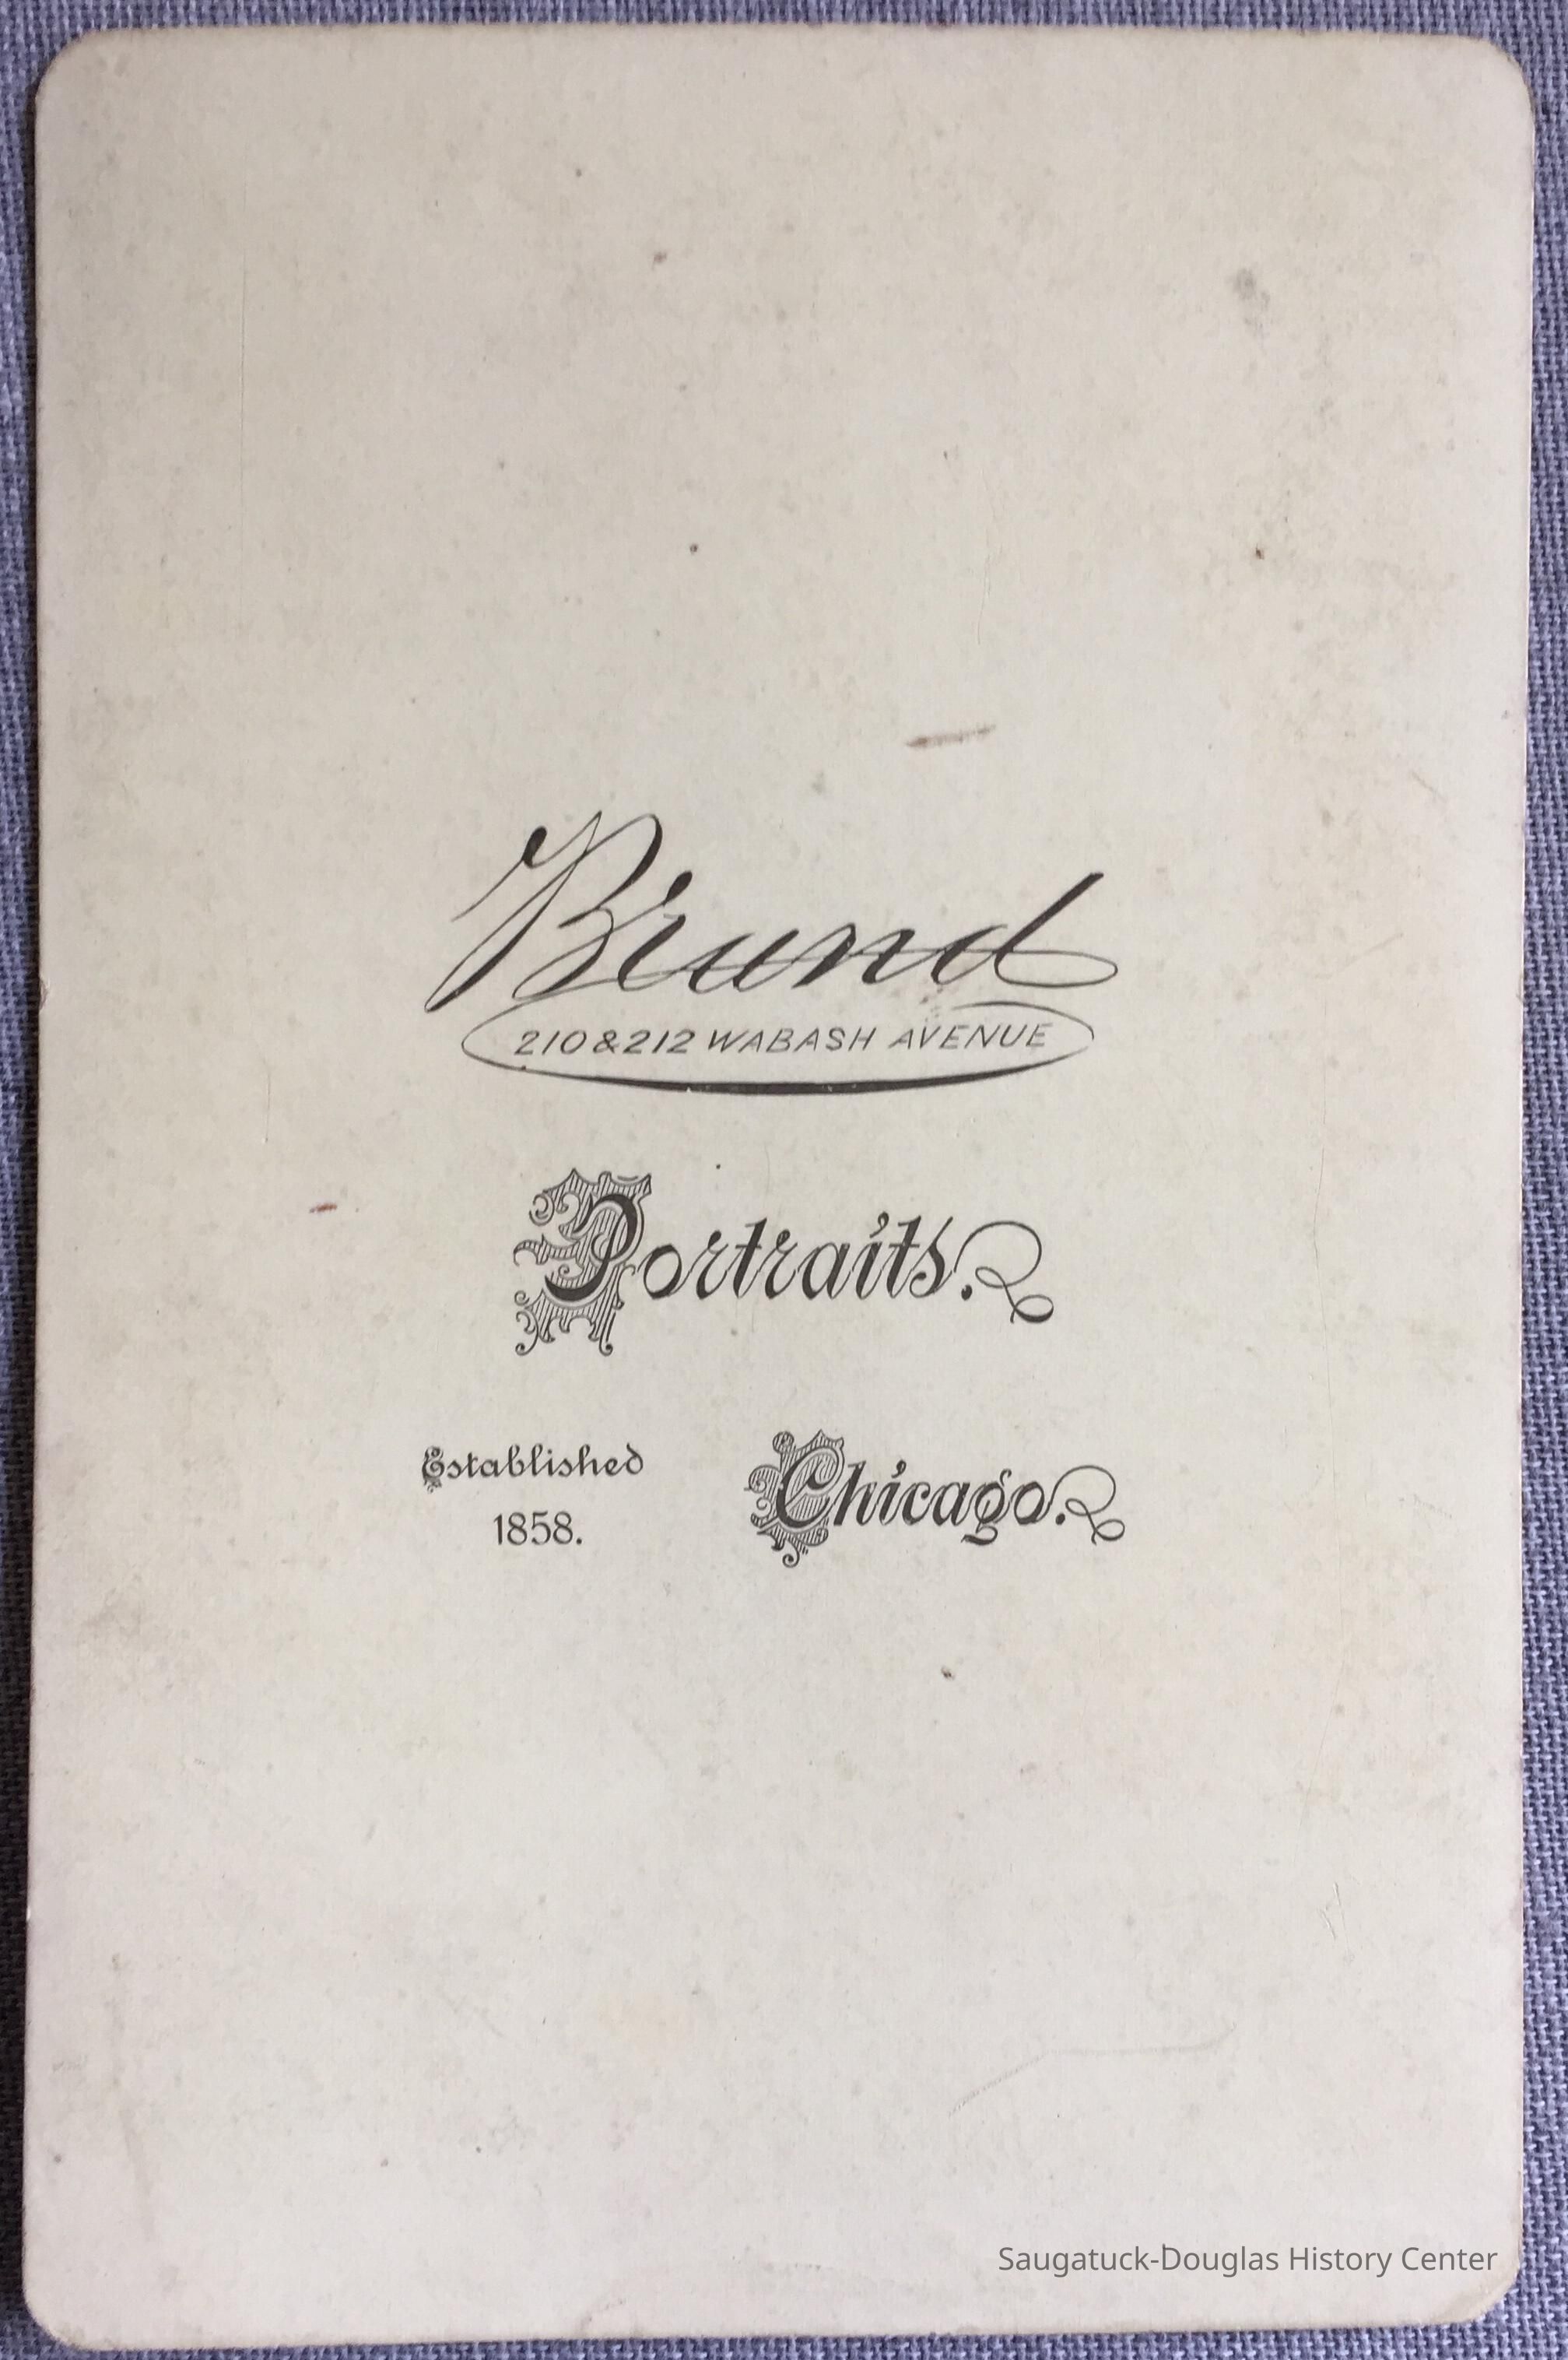 Brand
210 & 212 WABASH AVENUE
Portraits.
Established
1858.
Chicago.
Saugatuck-Douglas History Center